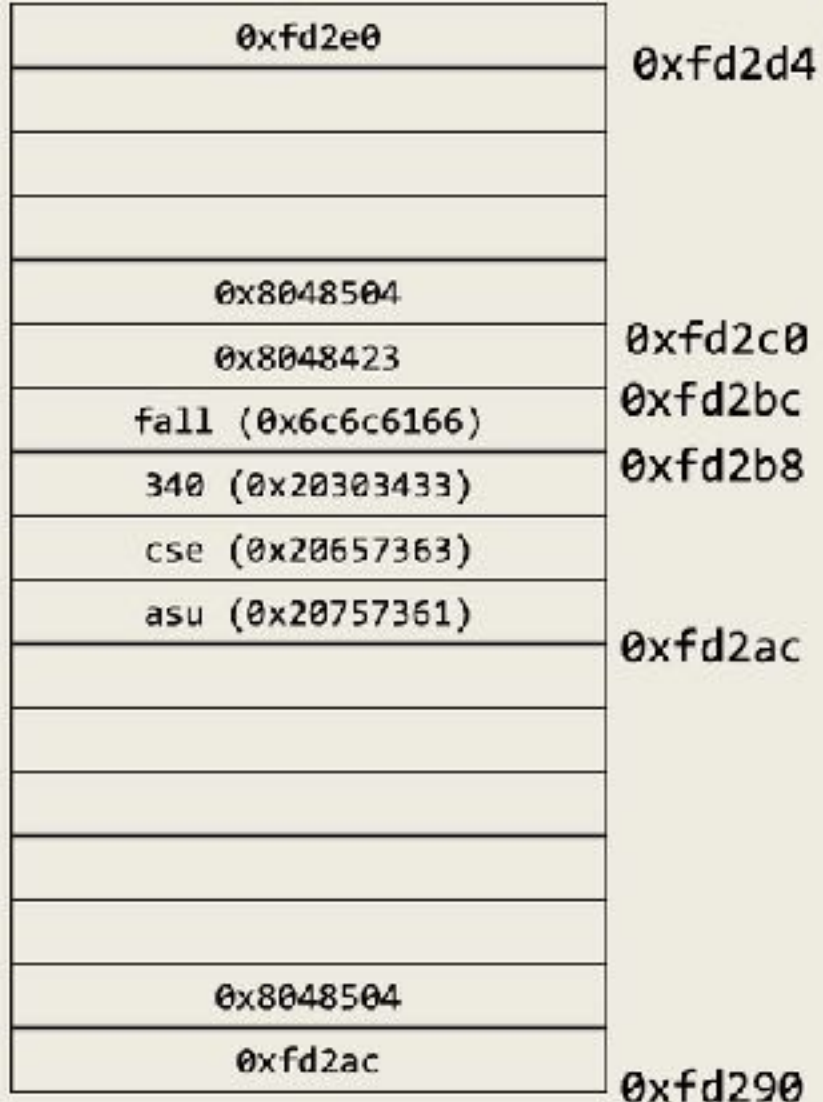 0xfd2e0
0xfd2d4
0x8048504
0xfd2c0
0x8048423
0xfd2bc
fall (0x6c6c6166)
0xfd2b8
340 (0x20303433)
cse (0x20657363)
asu (0x20757361)
0xfd2ac
0x8048504
0xfd2ac
0xfd290